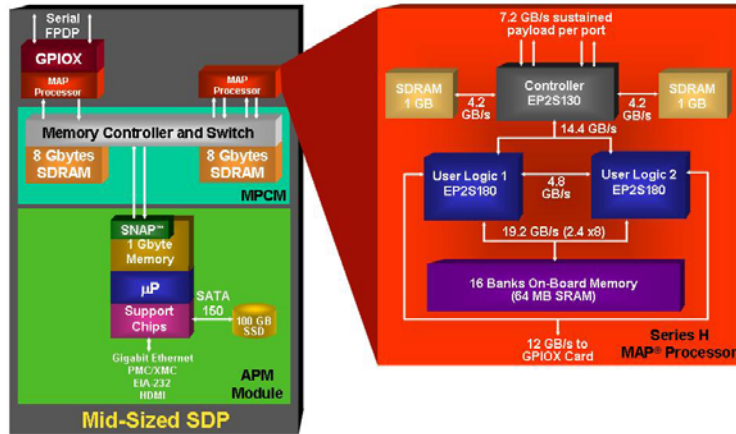 Serial
FPDP
GPIOX
MAP
Processor
MAP
Processor
Memory Controller and Switch
8 Gbytes
SDRAM
8 Gbytes
SDRAM
MPCM
SNAP™
1 Gbyte
Memory
µP
Support
Chips
SATA
150
100 GB
SSD
Gigabit Ethernet
PMC/XMC
EIA-232
HDMI
APM
Module
Mid-Sized SDP
7.2 GB/s sustained
payload per port
SDRAM
1 GB
4.2
GB/s
Controller
EP2S130
4.2
GB/s
SDRAM
1 GB
14.4 GB/s
User Logic 1
EP2S180
4.8
GB/s
User Logic 2
EP2S180
19.2 GB/s (2.4 x8)
16 Banks On-Board Memory
(64 MB SRAM)
12 GB/s to
GPIOX Card
Series H
MAP® Processor